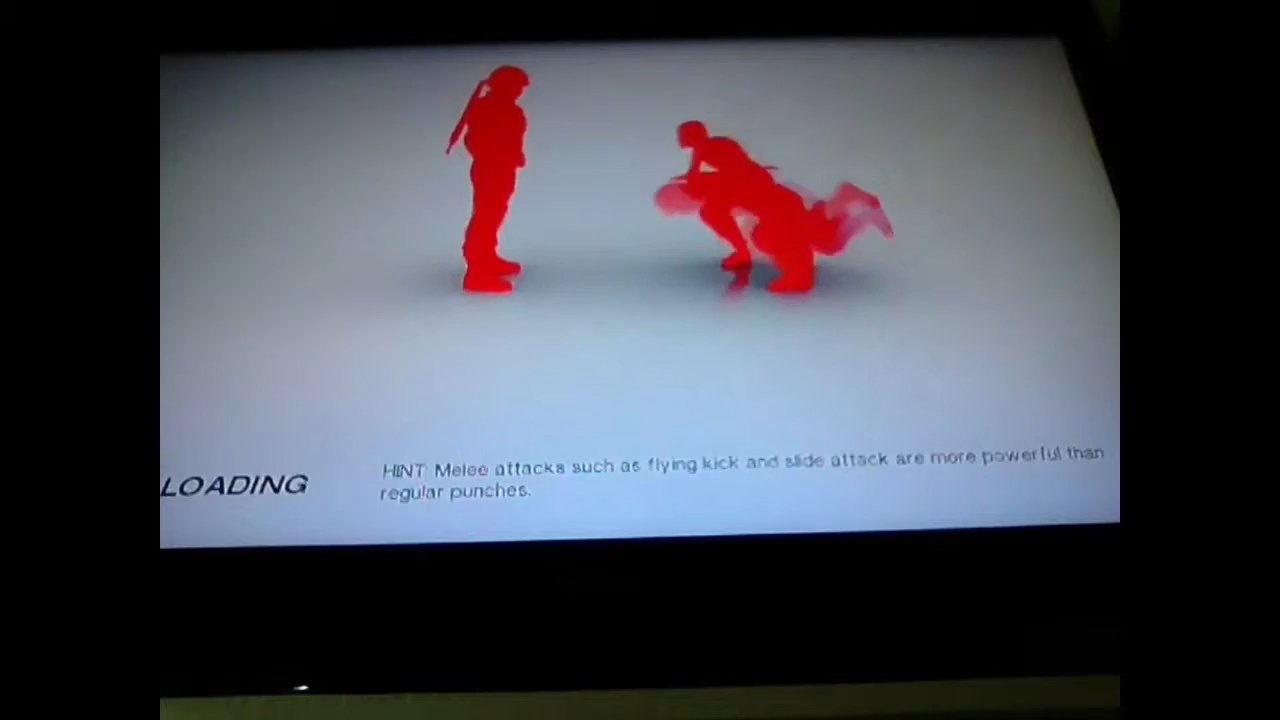 HINT: Melee attacks such as flying kick and slide attack are more powerful than
regular punches.
LOADING